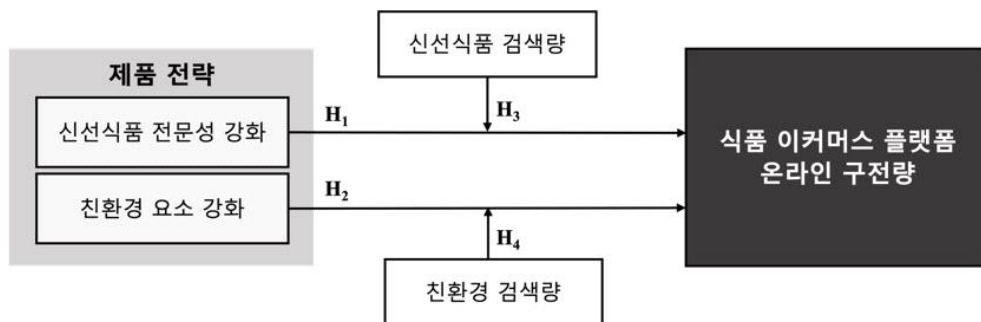 신선식품 검색량
제품 전략
신선식품 전문성 강화
H1
H3
식품 이커머스 플랫폼
온라인 구전량
친환경 요소 강화
H2
H4
친환경 검색량